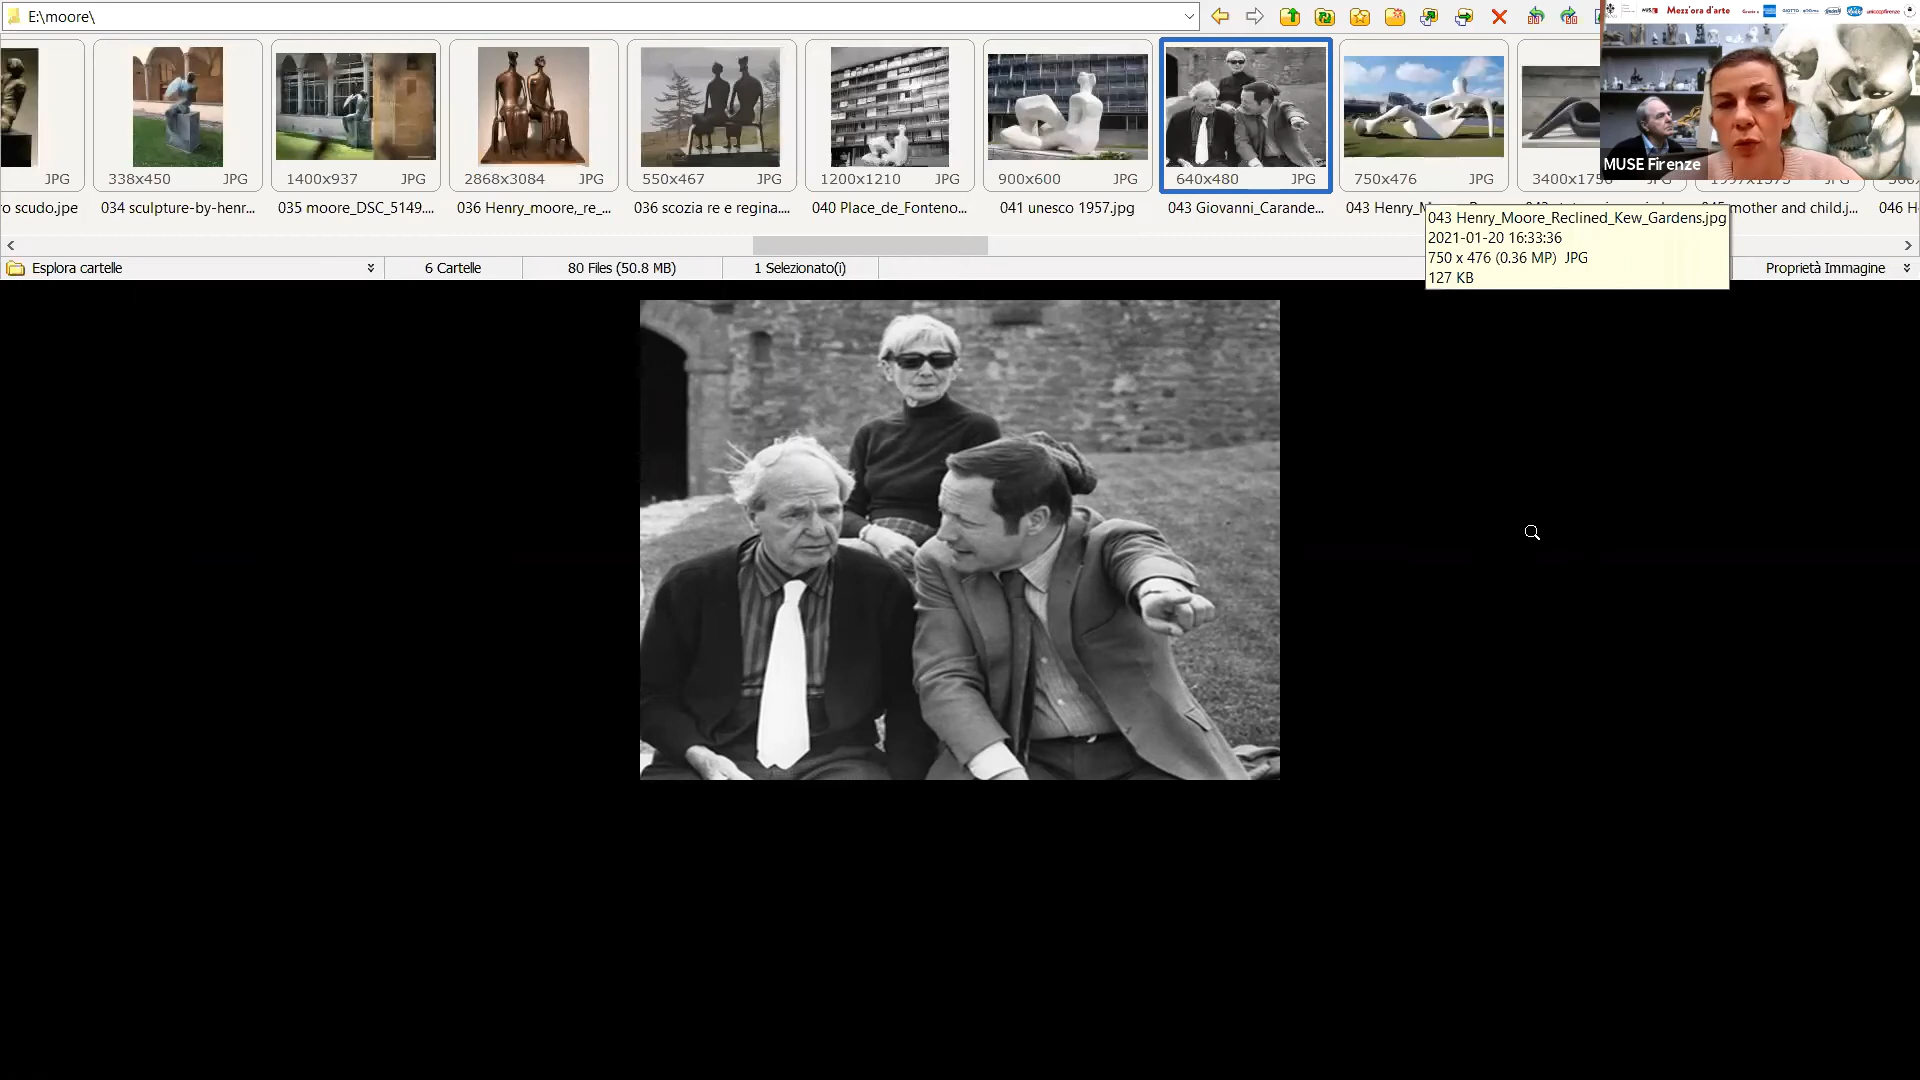 E:\moore\
Mezz'ora d'arte
MUSE Firenze
JPG
338x450 JPG
1400x937 JPG
2868x3084 JPG
550x467 JPG
1200x1210 JPG
900x600 JPG
640x480 JPG
750x476 JPG
o scudo.jpe
034 sculpture-by-henr...
035 moore_DSC_5149....
036 Henry_moore,_re_...
036 scozia re e regina....
040 Place_de_Fonteno...
041 unesco 1957.jpg
043 Giovanni_Carande...
mother and child.j...
046 H
043 Henry_Moore_Reclined_Kew_Gardens.jpg
2021-01-20 16:33:36
750 x 476 (0.36 MP) JPG
127 KB
Esplora cartelle
6 Cartelle
80 Files (50.8 MB)
1 Selezionato(i)
Proprietà Immagine